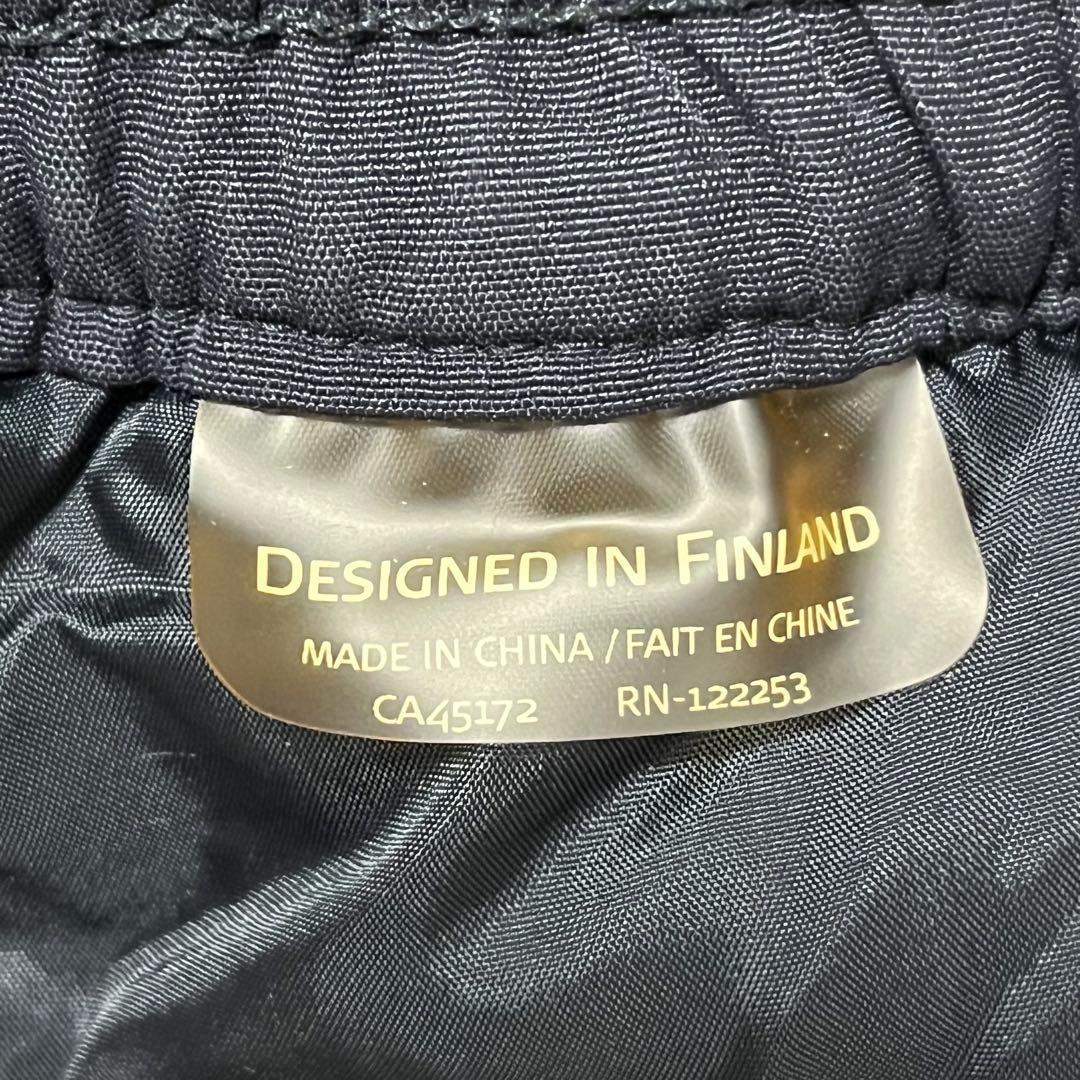 DESIGNED IN FINLAND
MADE IN CHINA / FAIT EN CHINE
CA45172 RN-122253